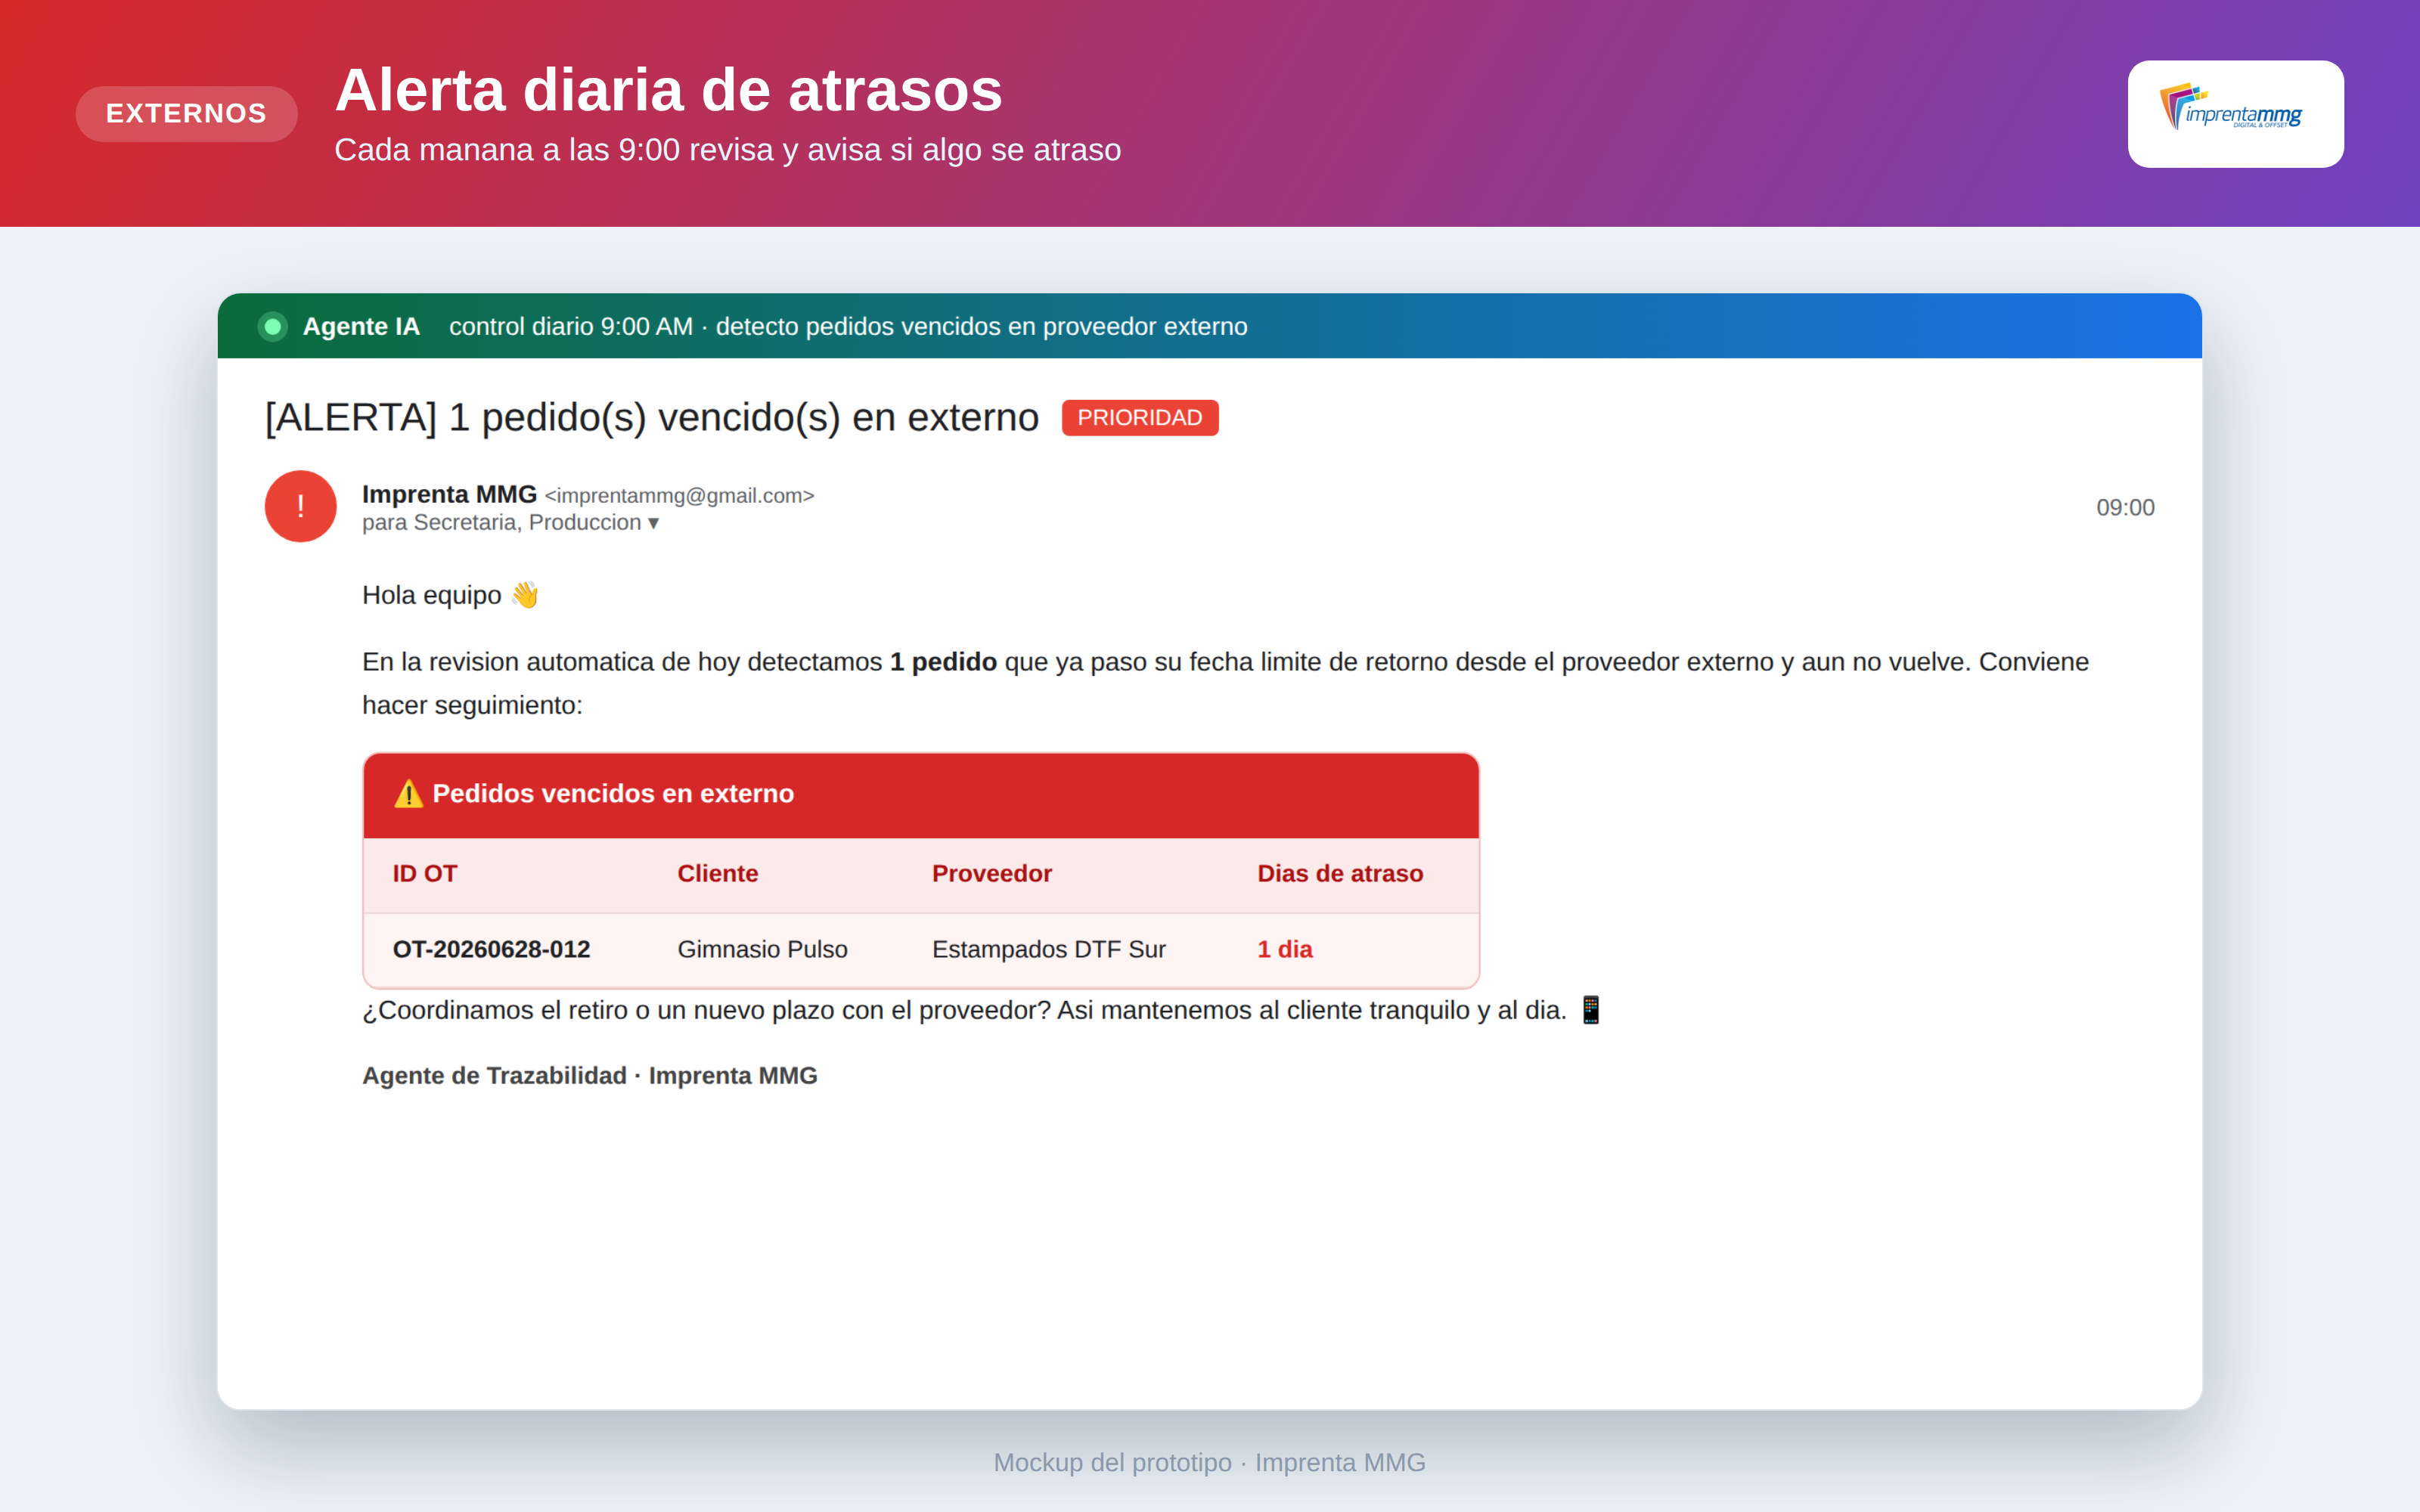 EXTERNOS
Alerta diaria de atrasos
Cada manana a las 9:00 revisa y avisa si algo se atraso
imprentammg
DIGITAL & OFFSET
Agente IA control diario 9:00 AM · detecto pedidos vencidos en proveedor externo
[ALERTA] 1 pedido(s) vencido(s) en externo PRIORIDAD
!
Imprenta MMG <imprentammg@gmail.com>
para Secretaria, Produccion ▾
09:00
Hola equipo 👋
En la revision automatica de hoy detectamos 1 pedido que ya paso su fecha limite de retorno desde el proveedor externo y aun no vuelve. Conviene
hacer seguimiento:
⚠️ Pedidos vencidos en externo
ID OT Cliente Proveedor Dias de atraso
OT-20260628-012 Gimnasio Pulso Estampados DTF Sur 1 dia
¿Coordinamos el retiro o un nuevo plazo con el proveedor? Asi mantenemos al cliente tranquilo y al dia. 📱
Agente de Trazabilidad · Imprenta MMG
Mockup del prototipo · Imprenta MMG